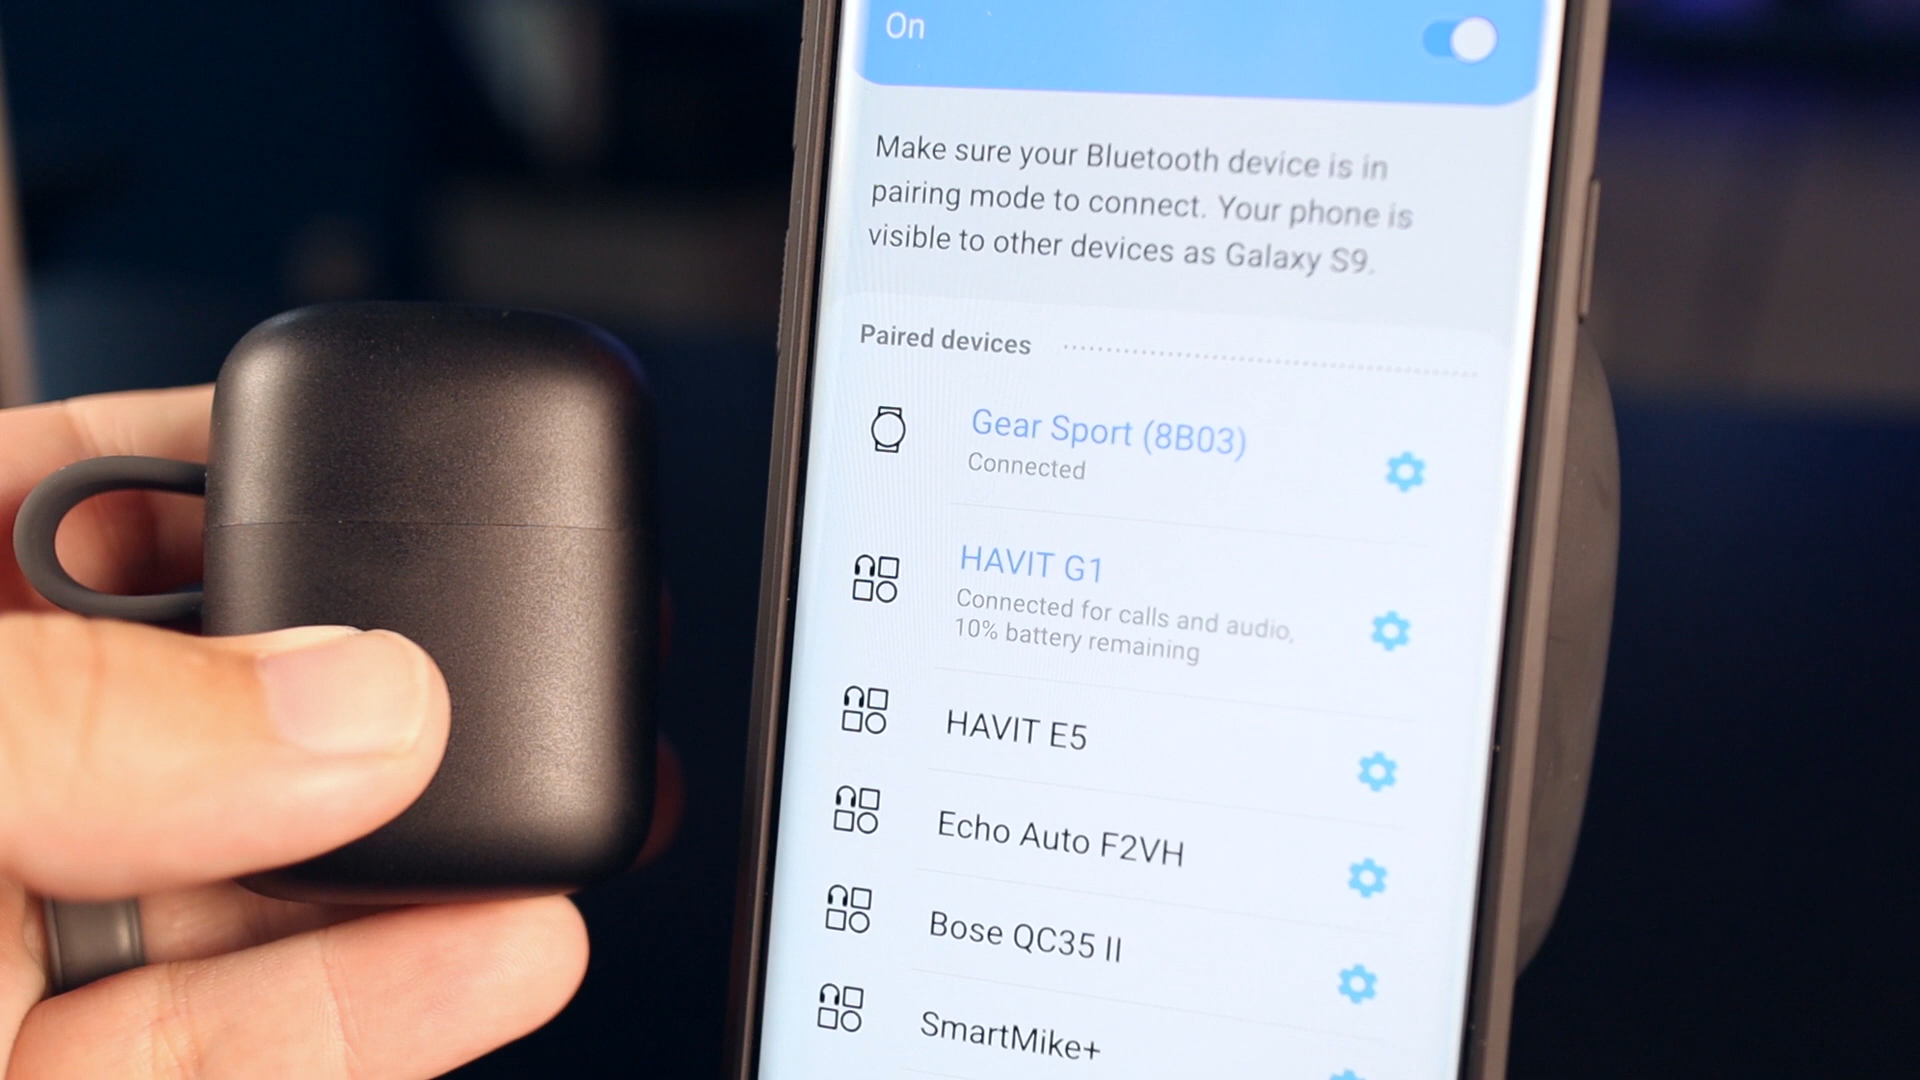 On
Make sure your Bluetooth device is in
pairing mode to connect. Your phone is
visible to other devices as Galaxy S9.
Paired devices
Gear Sport (8B03)
Connected
HAVIT G1
Connected for calls and audio,
10% battery remaining
HAVIT E5
Echo Auto F2VH
Bose QC35 II
SmartMike+